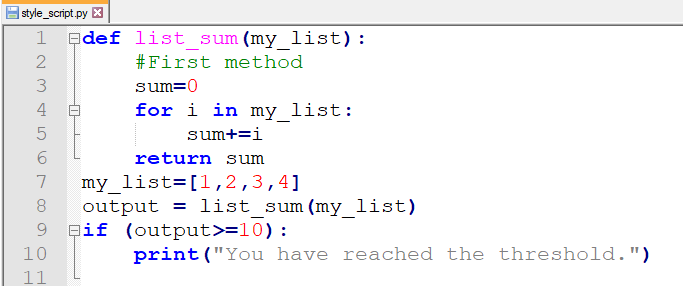 style_script.py
1 def list_sum(my_list):
2     #First method
3     sum=0
4     for i in my_list:
5         sum+=i
6     return sum
7 my_list=[1,2,3,4]
8 output = list_sum(my_list)
9 if (output>=10):
10     print("You have reached the threshold.")
11